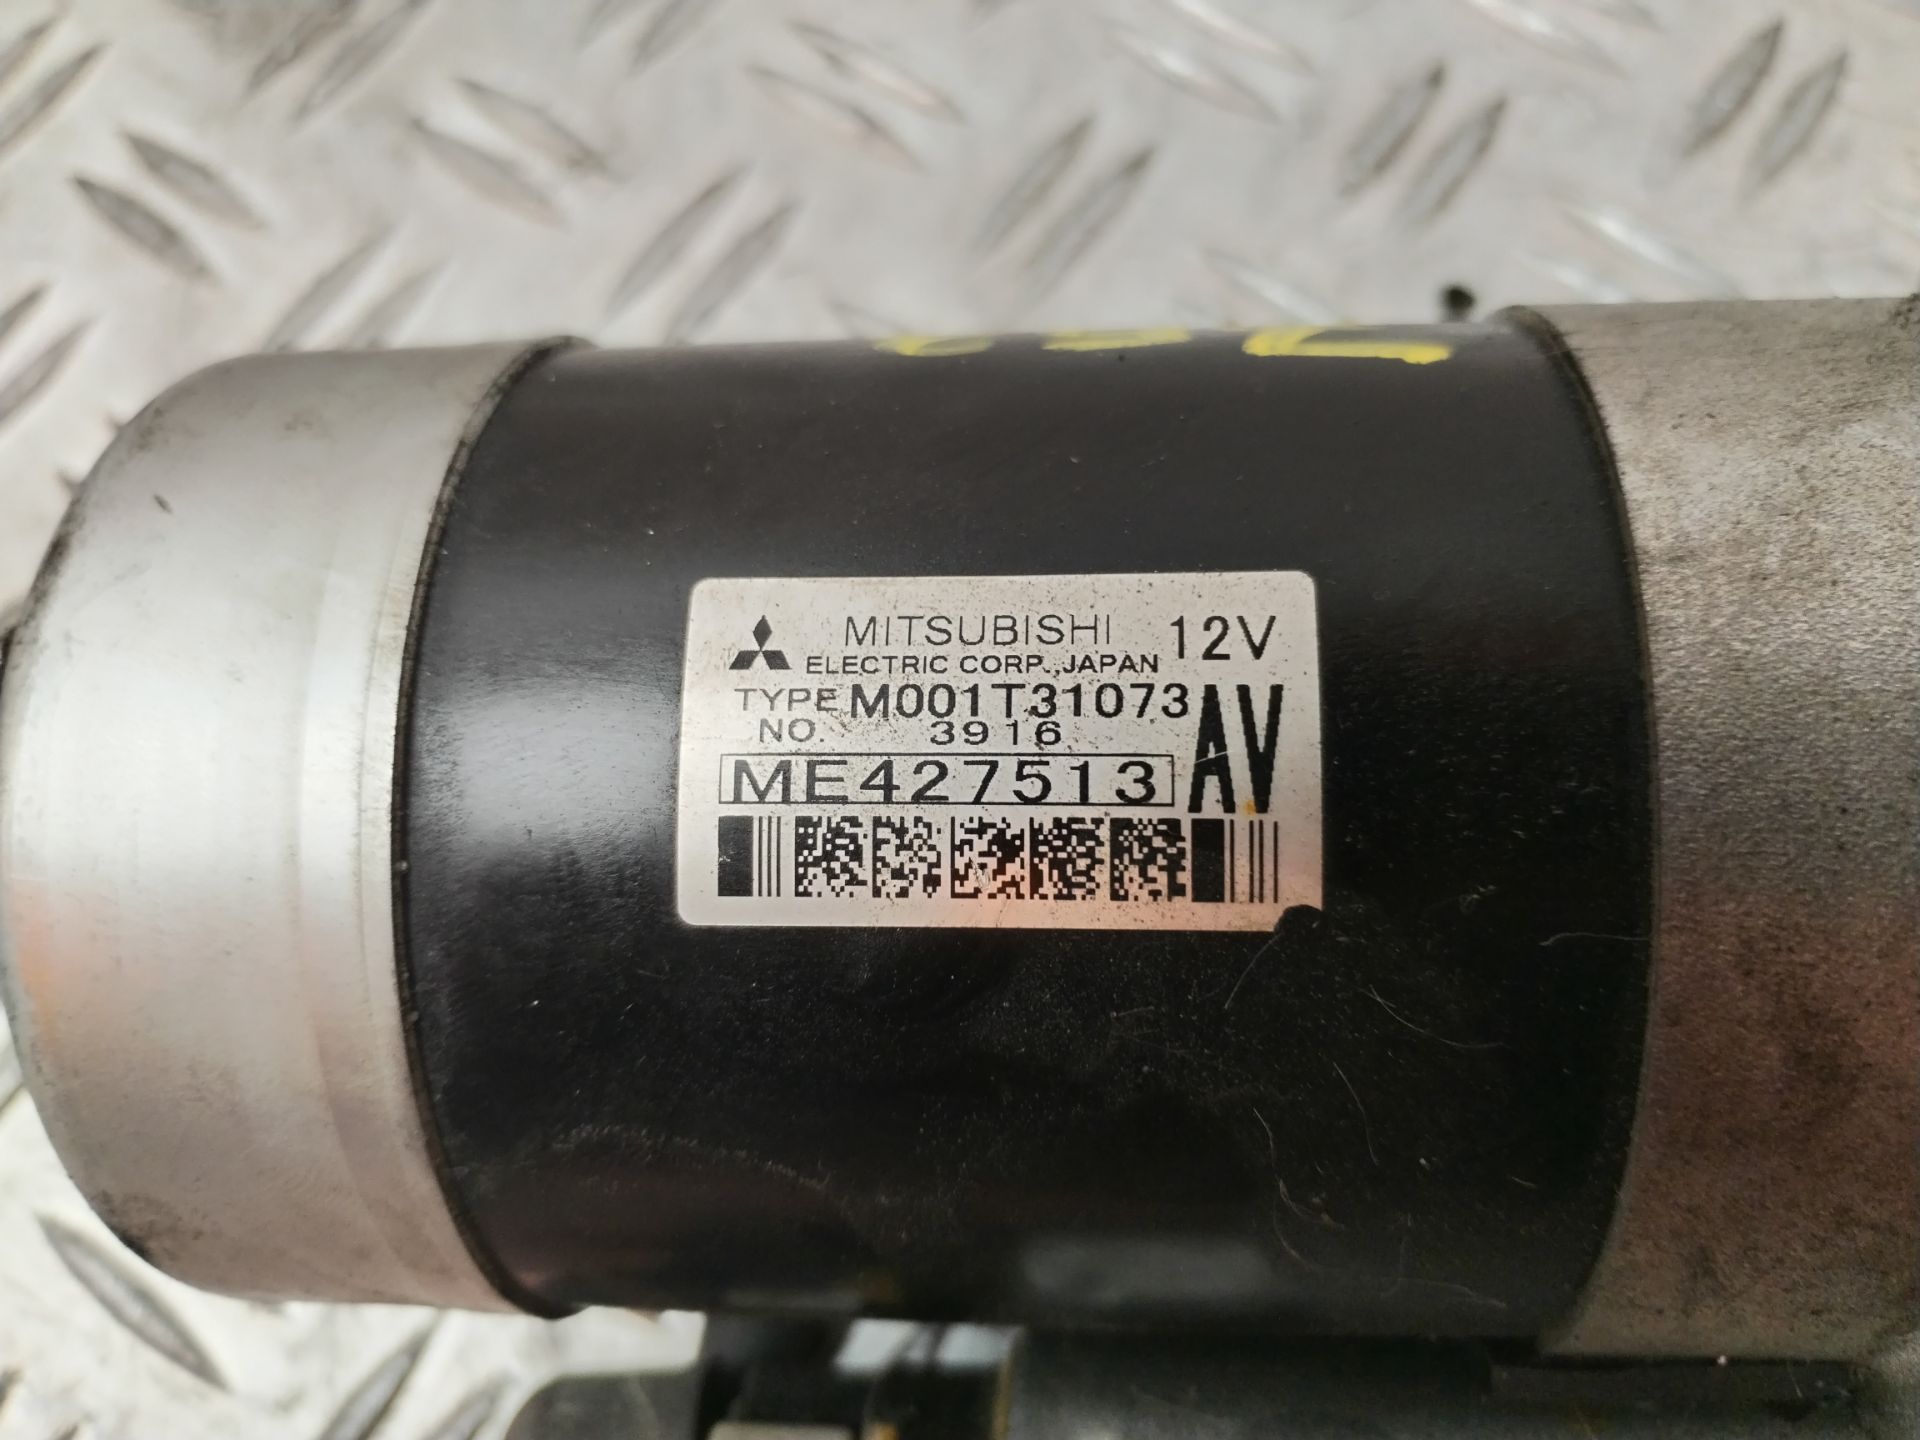 MITSUBISHI 12V
ELECTRIC CORP., JAPAN
TYPE M001T31073 AV
NO. 3916
ME427513